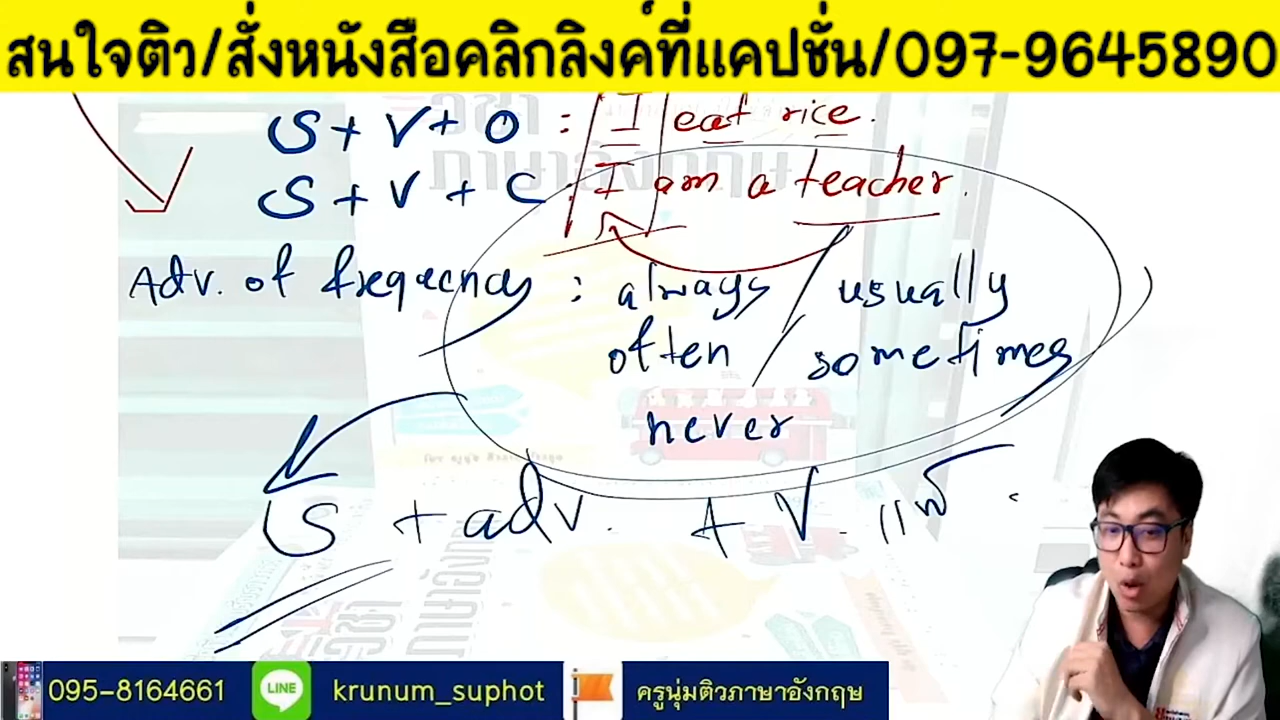 สนใจติว/สั่งหนังสือคลิกลิงค์ที่แคปชั่น/097-9645890
S + V + O : I eat rice.
S + V + C : I am a teacher.
Adv. of frequency : always / usually
often / sometimes
never
S + adv. + V. แท้
095-8164661 LINE krunum_suphot ครูนุ่มติวภาษาอังกฤษ